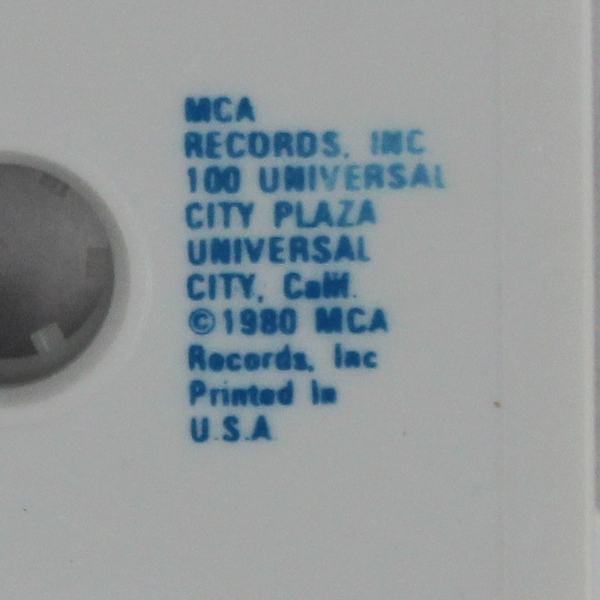 MCA
RECORDS, INC
100 UNIVERSAL
CITY PLAZA
UNIVERSAL
CITY, Calif.
©1980 MCA
Records, Inc
Printed In
U.S.A